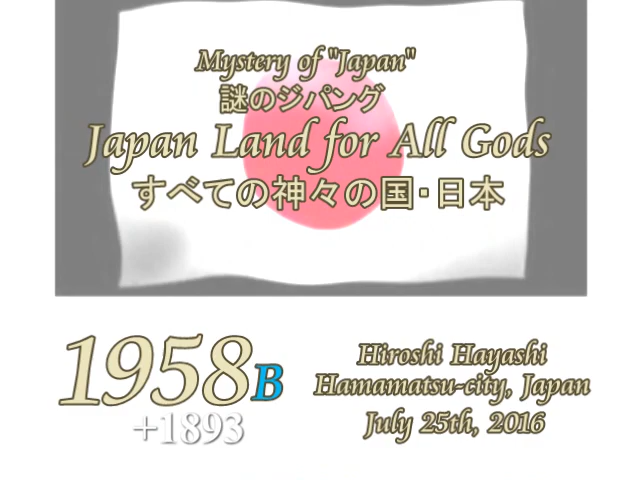 Mystery of "Japan"
謎のジパング
Japan Land for All Gods
すべての神々の国・日本
1958B
+1893
Hiroshi Hayashi
Hamamatsu-city, Japan
July 25th, 2016